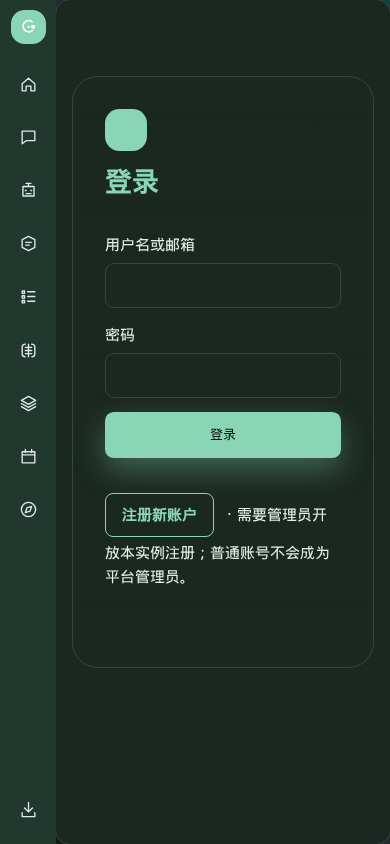 登录
用户名或邮箱
密码
登录
注册新账户 · 需要管理员开
放本实例注册；普通账号不会成为
平台管理员。